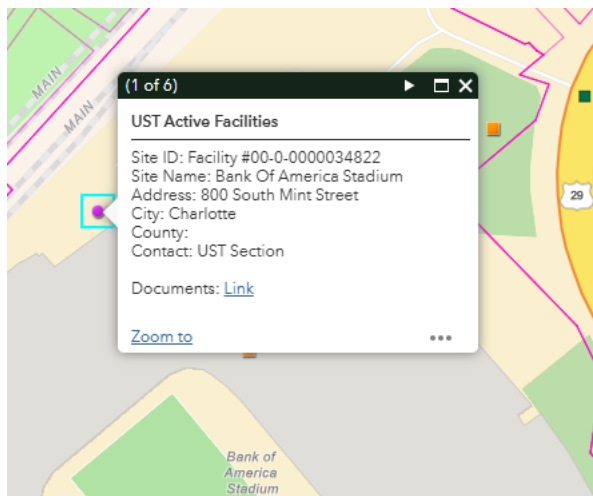 MAIN
MAIN
(1 of 6)
UST Active Facilities
Site ID: Facility #00-0-0000034822
Site Name: Bank Of America Stadium
Address: 800 South Mint Street
City: Charlotte
County:
Contact: UST Section
Documents: Link
Zoom to
29
Bank of
America
Stadium